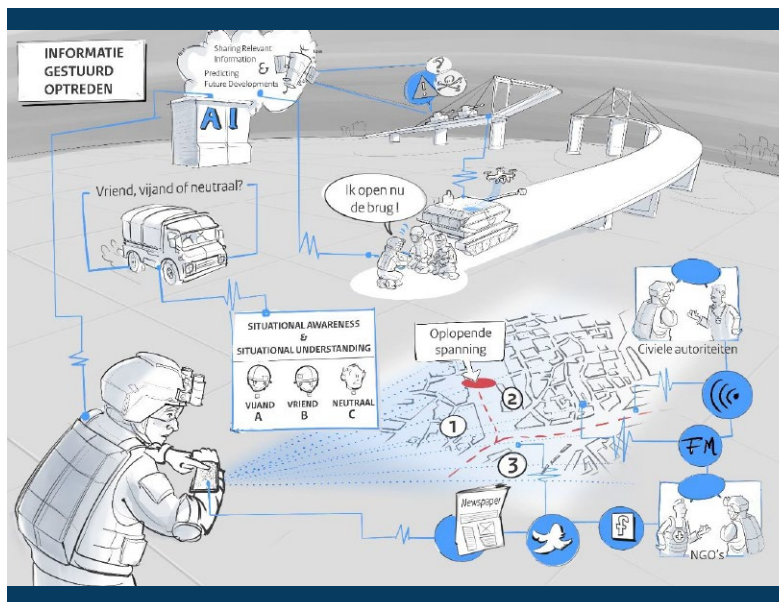 INFORMATIE
GESTUURD
OPTREDEN
Sharing Relevant
Information
&
Predicting
Future Developments
AI
?
!
Vriend, vijand of neutraal?
Ik open nu
de brug!
SITUATIONAL AWARENESS
&
SITUATIONAL UNDERSTANDING
VIJAND
A
VRIEND
B
NEUTRAAL
C
Oplopende
spanning
1
2
3
Civiele autoriteiten
FM
Newspaper
f
NGO's